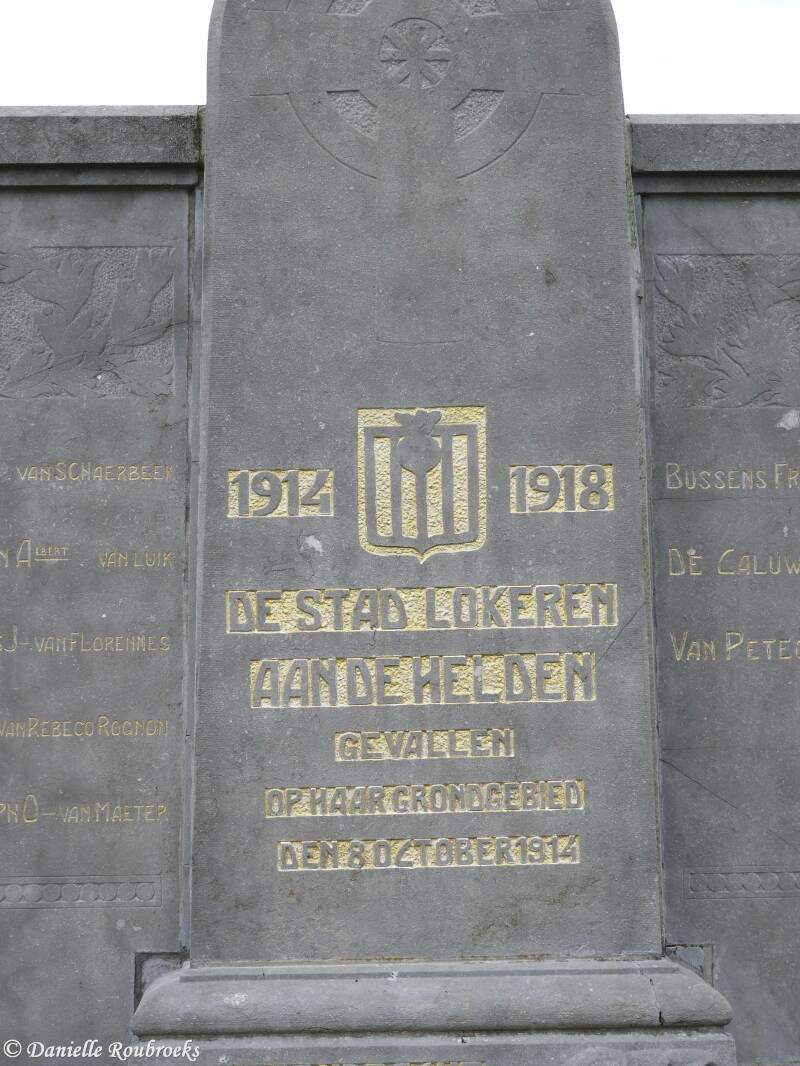 VAN SCHAERBEEK
ALBERT VAN LUIK
J - VAN FLORENNES
VAN REBECQ ROGNON
O - VAN MAETER
1914 1918
DE STAD LOKEREN
AAN DE HELDEN
GEVALLEN
OP HAAR GRONDGEBIED
DEN 8 OCTOBER 1914
BUSSENS FR
DE CALUW
VAN PETEG
© Danielle Roubroeks